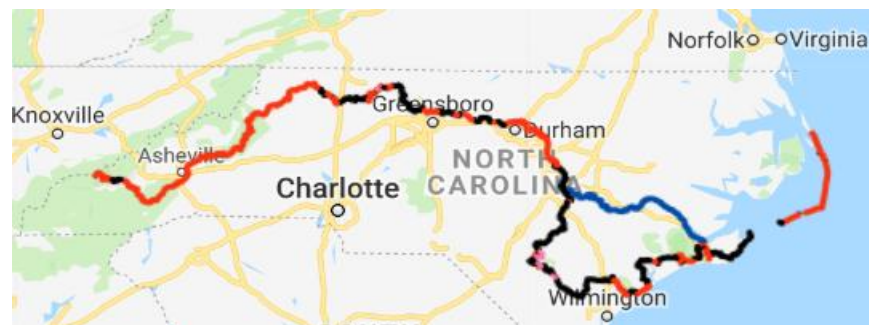 Norfolk
Virginia
Knoxville
Greensboro
Durham
Asheville
NORTH
CAROLINA
Charlotte
Wilmington